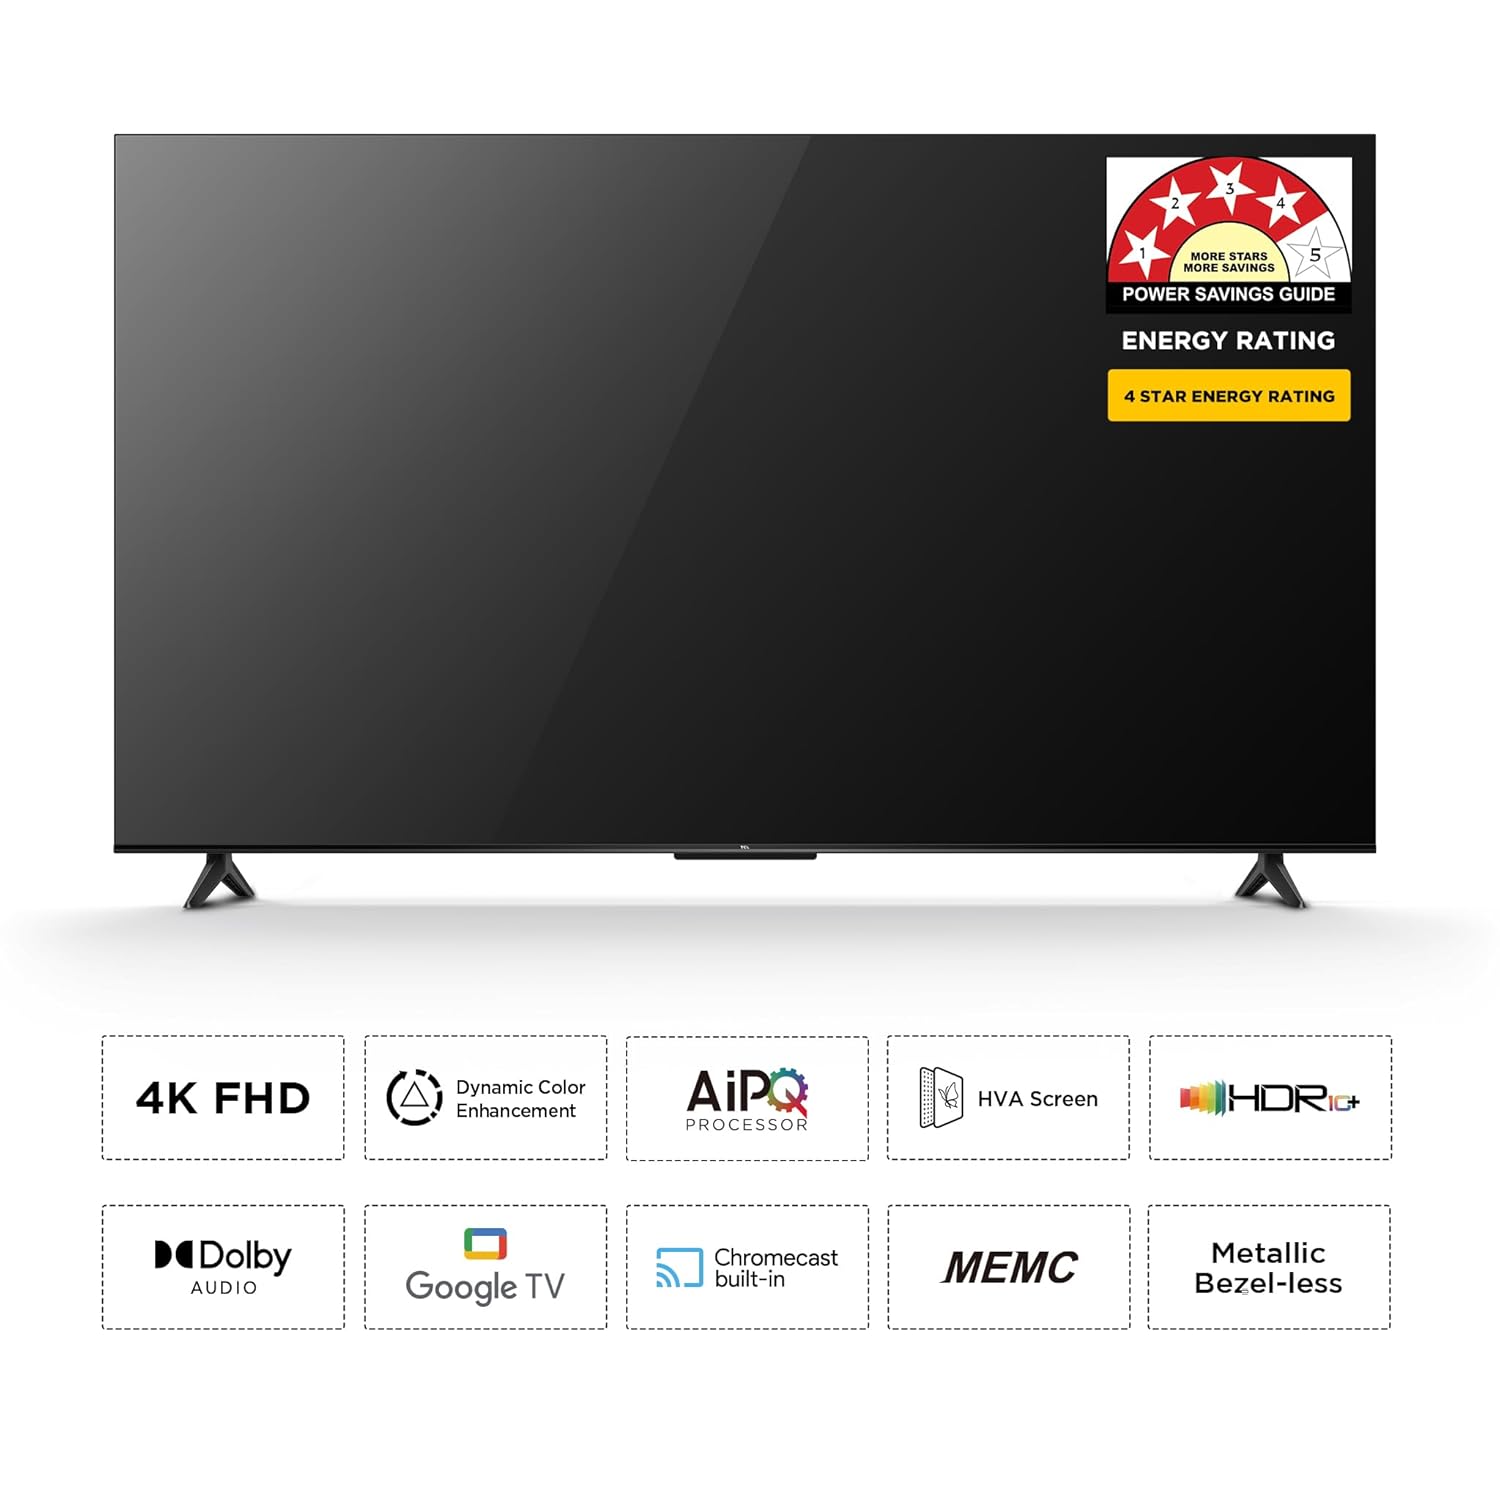 1
2
3
4
5
MORE STARS
MORE SAVINGS
POWER SAVINGS GUIDE
ENERGY RATING
4 STAR ENERGY RATING
TCL
4K FHD
Dynamic Color
Enhancement
AiPQ
PROCESSOR
HVA Screen
HDR10+
Dolby
AUDIO
Google TV
Chromecast
built-in
MEMC
Metallic
Bezel-less